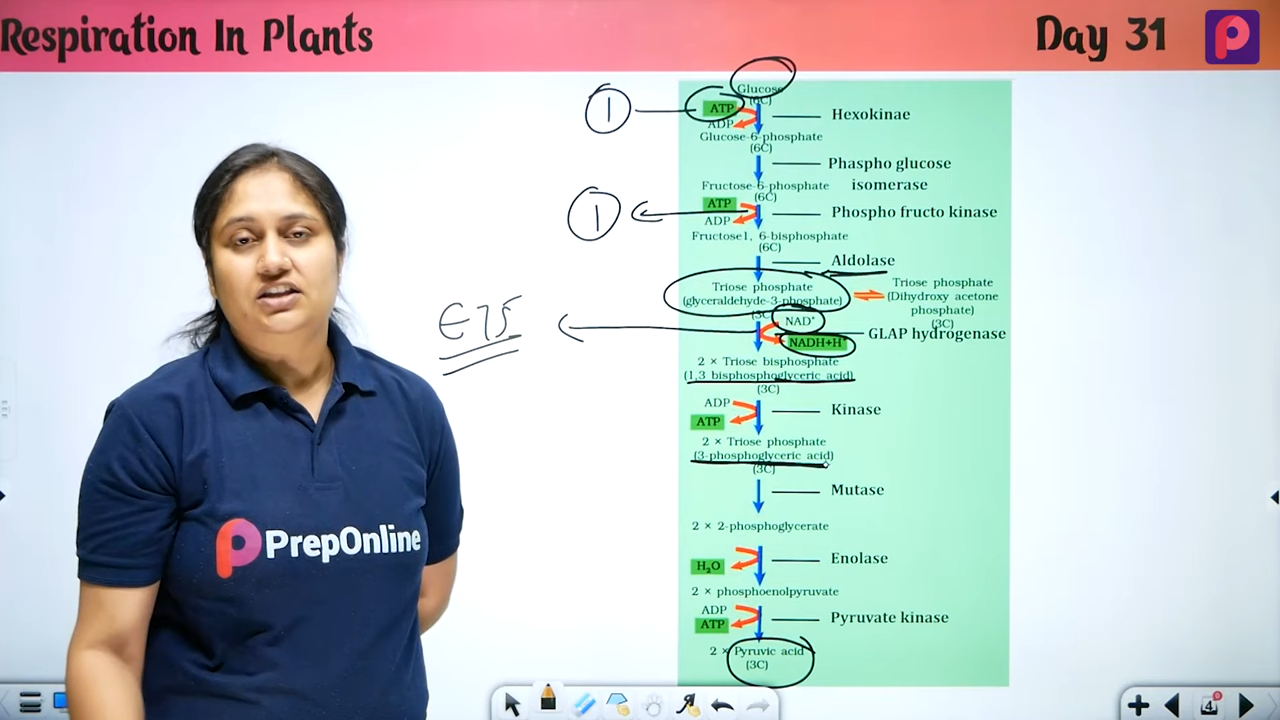 Respiration In Plants
Day 31
Glucose
(6C)
1
ATP
ADP
Hexokinae
Glucose-6-phosphate
(6C)
Phaspho glucose
isomerase
Fructose-6-phosphate
(6C)
1
ATP
ADP
Phospho fructo kinase
Fructose1, 6-bisphosphate
(6C)
Aldolase
Triose phosphate
(glyceraldehyde-3-phosphate)
(3C)
Triose phosphate
(Dihydroxy acetone
phosphate)
(3C)
NAD⁺
NADH+H⁺
GLAP hydrogenase
ETS
2 × Triose bisphosphate
(1,3 bisphosphoglyceric acid)
(3C)
ADP
ATP
Kinase
2 × Triose phosphate
(3-phosphoglyceric acid)
(3C)
Mutase
2 × 2-phosphoglycerate
H₂O
Enolase
2 × phosphoenolpyruvate
ADP
ATP
Pyruvate kinase
2 × Pyruvic acid
(3C)
PrepOnline
4